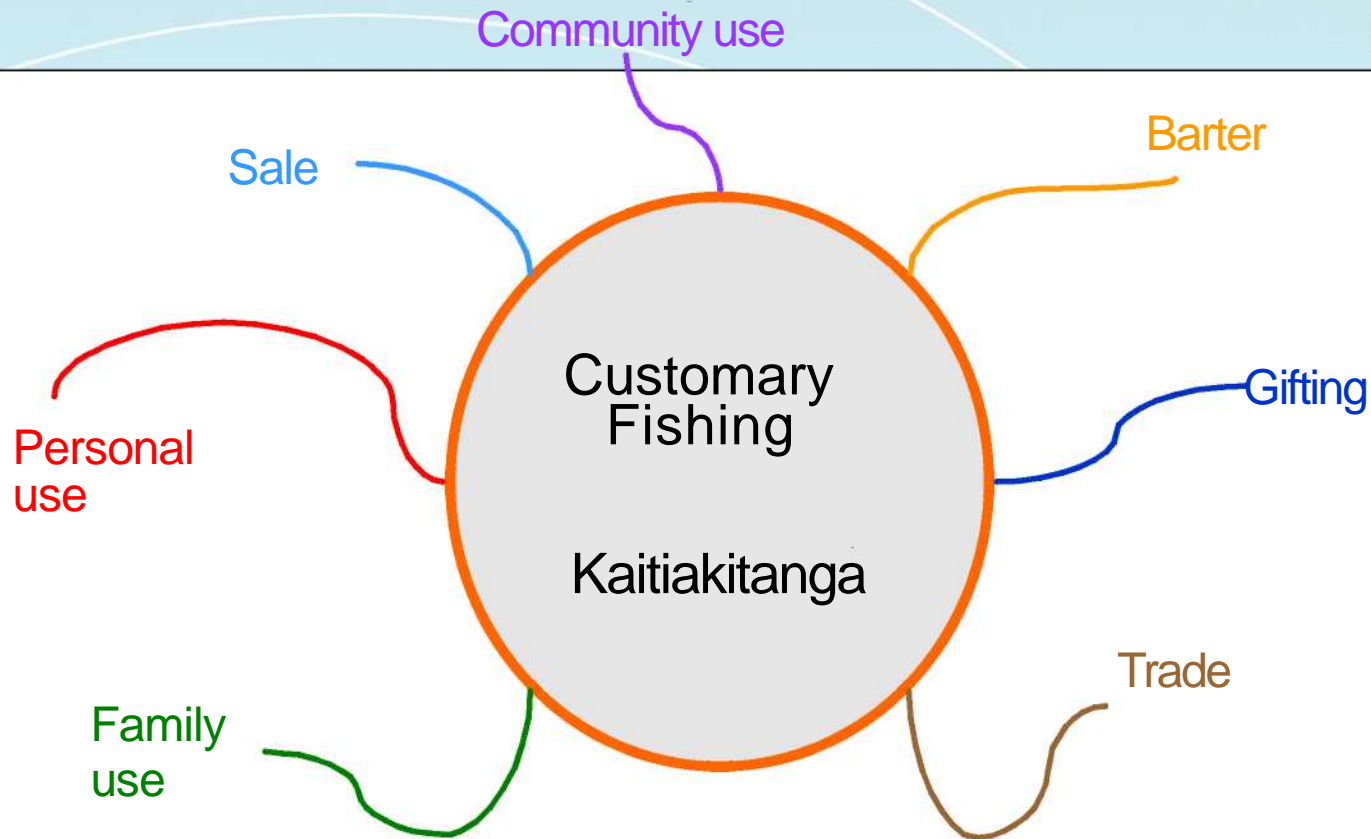 Community use
Barter
Sale
Customary
Fishing
Gifting
Personal
use
Kaitiakitanga
Trade
Family
use